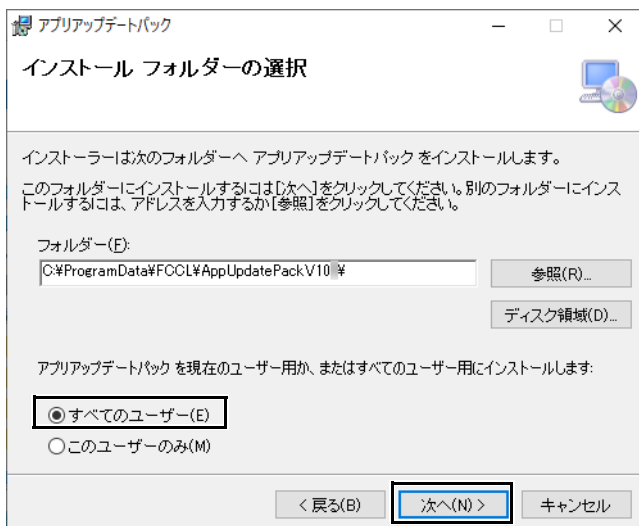 アプリアップデートパック
インストール フォルダーの選択
インストーラーは次のフォルダーへ アプリアップデートパック をインストールします。
このフォルダーにインストールするには[次へ]をクリックしてください。別のフォルダーにインス
トールするには、アドレスを入力するか[参照]をクリックしてください。
フォルダー(F):
C:¥ProgramData¥FCCL¥AppUpdatePackV10 ¥
参照(R)...
ディスク領域(D)...
アプリアップデートパック を現在のユーザー用か、またはすべてのユーザー用にインストールします:
すべてのユーザー(E)
このユーザーのみ(M)
< 戻る(B)
次へ(N) >
キャンセル